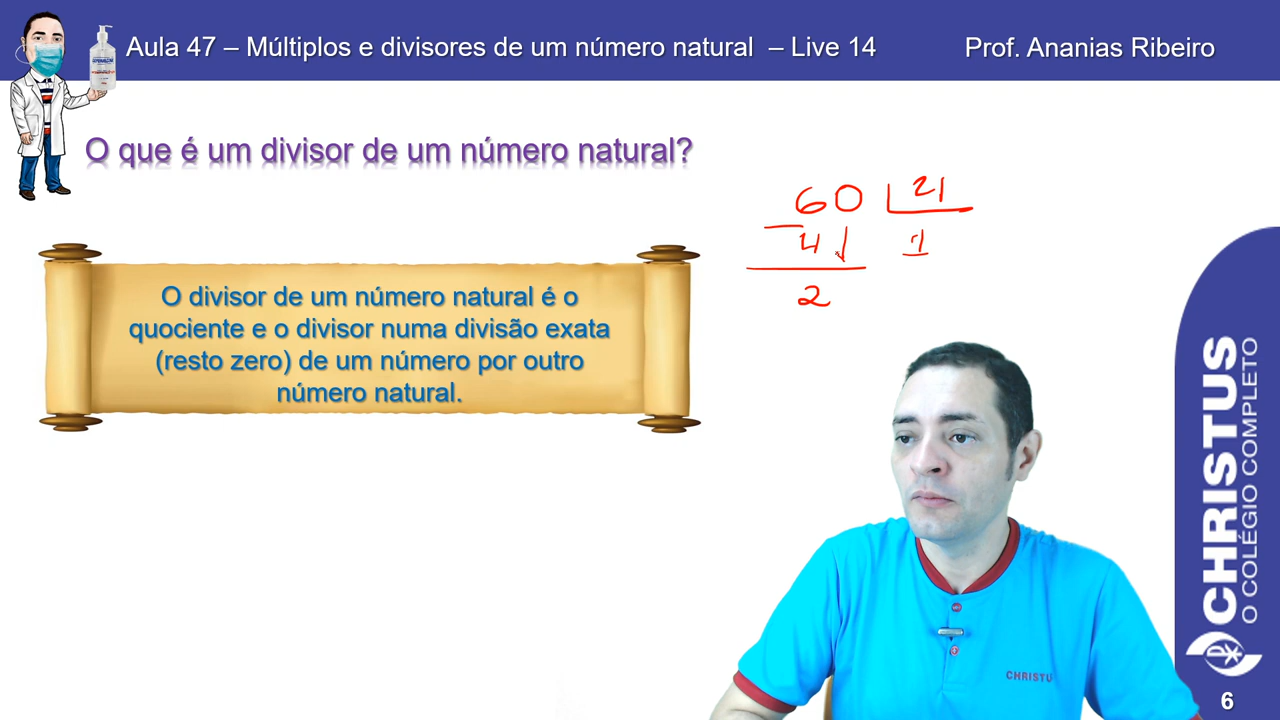 Aula 47 – Múltiplos e divisores de um número natural – Live 14
Prof. Ananias Ribeiro
O que é um divisor de um número natural?
O divisor de um número natural é o
quociente e o divisor numa divisão exata
(resto zero) de um número por outro
número natural.
60 21
4 1
2
CHRISTUS
O COLÉGIO COMPLETO
CHRISTU
6